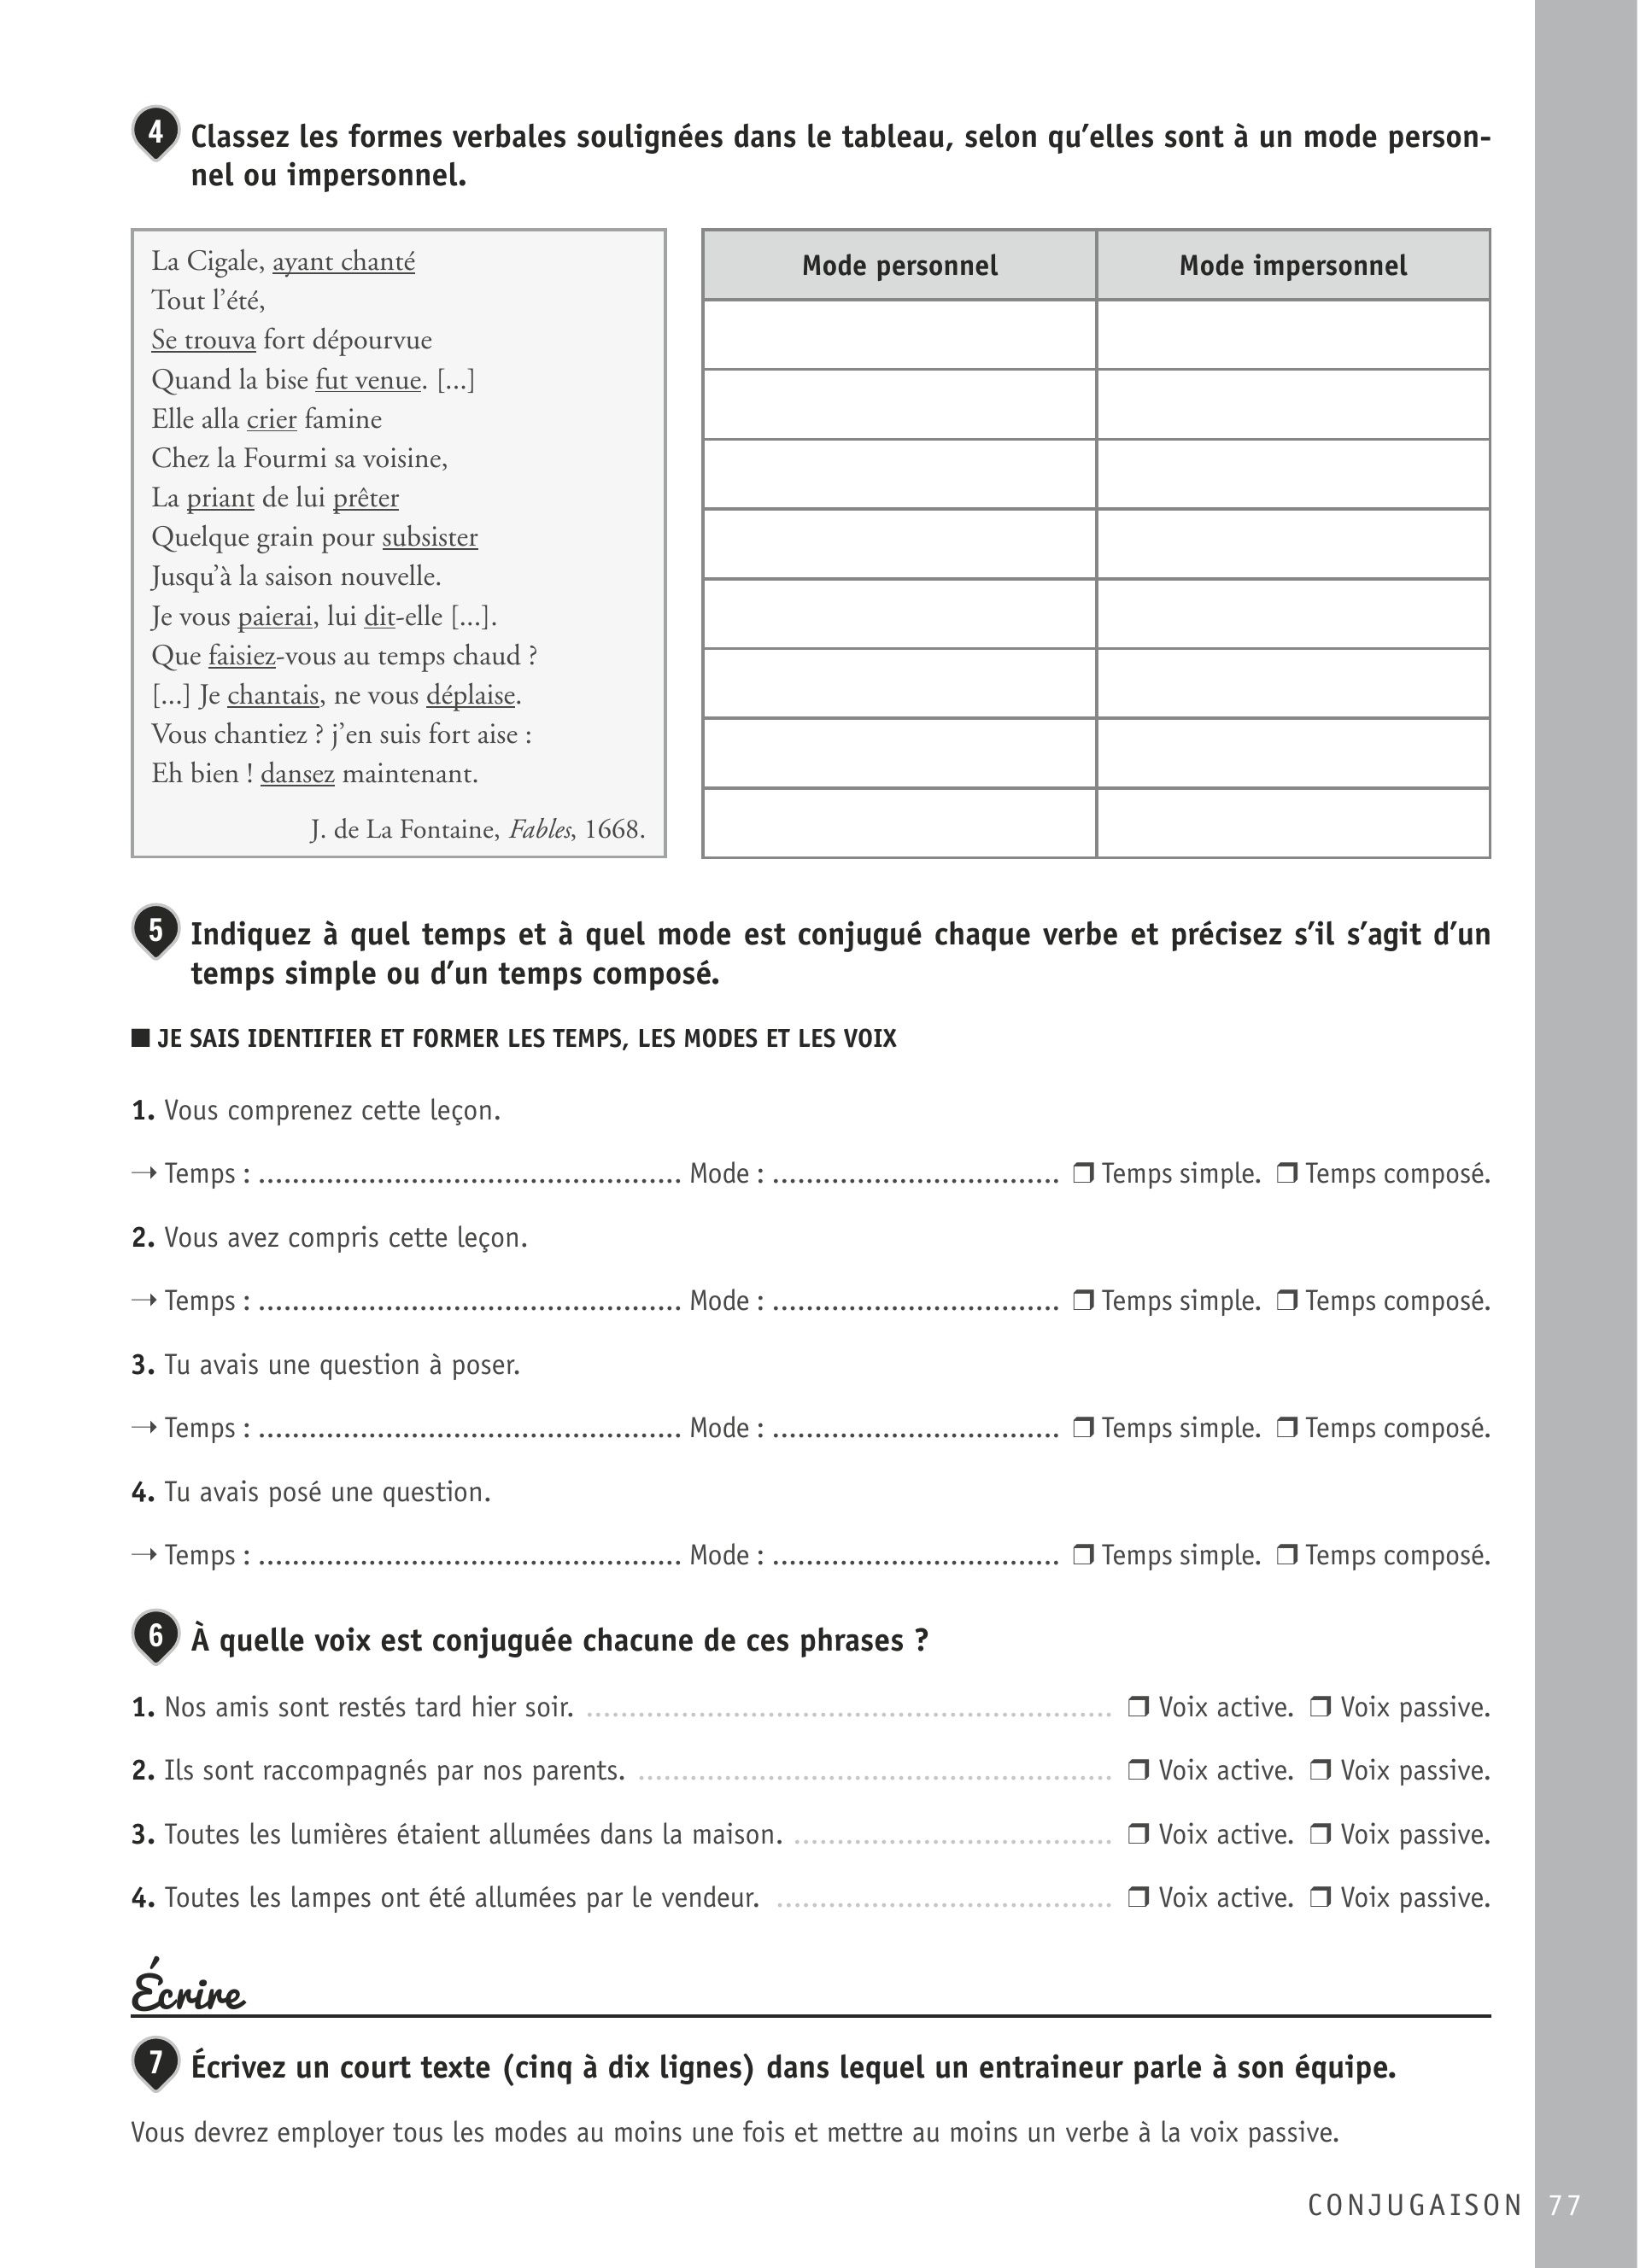 4 Classez les formes verbales soulignées dans le tableau, selon qu’elles sont à un mode person-
nel ou impersonnel.
La Cigale, ayant chanté
Tout l’été,
Se trouva fort dépourvue
Quand la bise fut venue. [...]
Elle alla crier famine
Chez la Fourmi sa voisine,
La priant de lui prêter
Quelque grain pour subsister
Jusqu’à la saison nouvelle.
Je vous paierai, lui dit-elle [...].
Que faisiez-vous au temps chaud ?
[...] Je chantais, ne vous déplaise.
Vous chantiez ? j’en suis fort aise :
Eh bien ! dansez maintenant.
J. de La Fontaine, Fables, 1668.
Mode personnel Mode impersonnel
5 Indiquez à quel temps et à quel mode est conjugué chaque verbe et précisez s’il s’agit d’un
temps simple ou d’un temps composé.
■ JE SAIS IDENTIFIER ET FORMER LES TEMPS, LES MODES ET LES VOIX
1. Vous comprenez cette leçon.
→ Temps : .................................................. Mode : .................................. ❒ Temps simple. ❒ Temps composé.
2. Vous avez compris cette leçon.
→ Temps : .................................................. Mode : .................................. ❒ Temps simple. ❒ Temps composé.
3. Tu avais une question à poser.
→ Temps : .................................................. Mode : .................................. ❒ Temps simple. ❒ Temps composé.
4. Tu avais posé une question.
→ Temps : .................................................. Mode : .................................. ❒ Temps simple. ❒ Temps composé.
6 À quelle voix est conjuguée chacune de ces phrases ?
1. Nos amis sont restés tard hier soir. ............................................................. ❒ Voix active. ❒ Voix passive.
2. Ils sont raccompagnés par nos parents. ....................................................... ❒ Voix active. ❒ Voix passive.
3. Toutes les lumières étaient allumées dans la maison. ..................................... ❒ Voix active. ❒ Voix passive.
4. Toutes les lampes ont été allumées par le vendeur. ....................................... ❒ Voix active. ❒ Voix passive.
Écrire
7 Écrivez un court texte (cinq à dix lignes) dans lequel un entraineur parle à son équipe.
Vous devrez employer tous les modes au moins une fois et mettre au moins un verbe à la voix passive.
CONJUGAISON 77